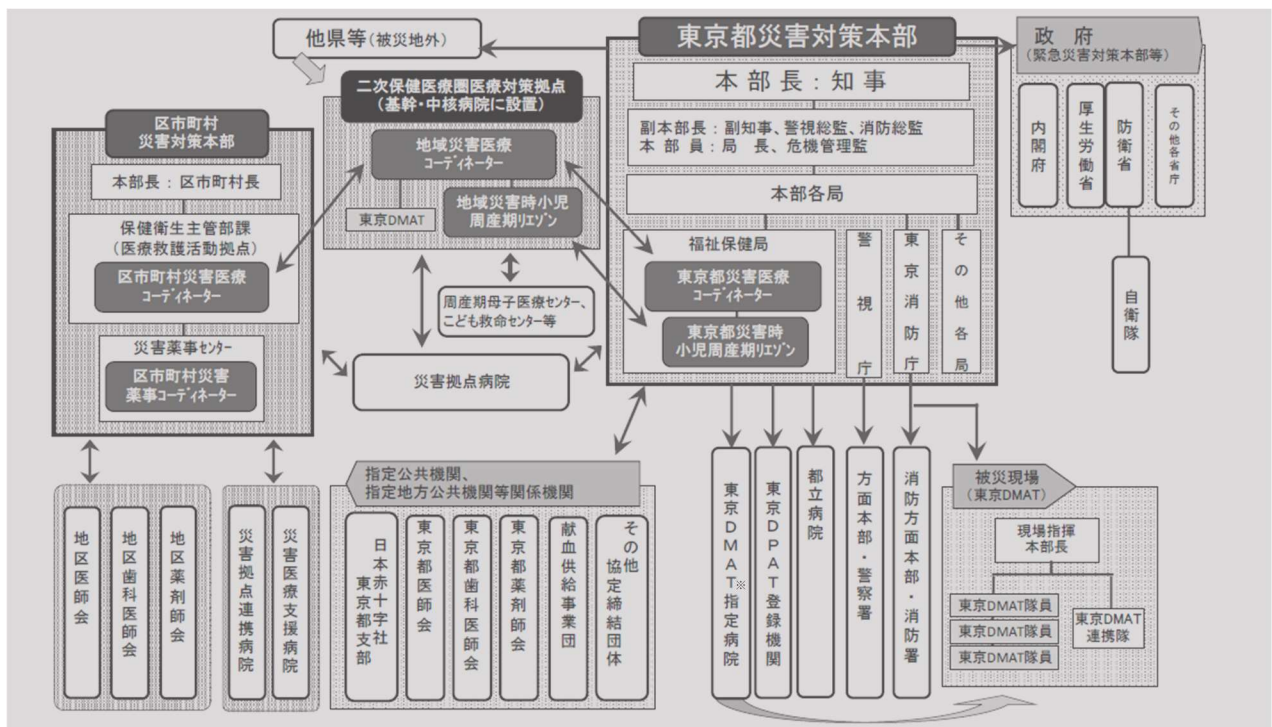 他県等(被災地外)
東京都災害対策本部
政　府
(緊急災害対策本部等)
内閣府
厚生労働省
防衛省
その他各省庁
自衛隊
本部長：知事
副本部長：副知事、警視総監、消防総監
本 部 員：局　長、危機管理監
本部各局
福祉保健局
東京都災害医療
コーディネーター
東京都災害時
小児周産期リエゾン
警視庁
東京消防庁
その他各局
二次保健医療圏医療対策拠点
(基幹・中核病院に設置)
地域災害医療
コーディネーター
東京DMAT
地域災害時小児
周産期リエゾン
周産期母子医療センター、
こども救命センター等
災害拠点病院
区市町村
災害対策本部
本部長：区市町村長
保健衛生主管部課
(医療救護活動拠点)
区市町村災害医療
コーディネーター
災害薬事センター
区市町村災害
薬事コーディネーター
地区医師会
地区歯科医師会
地区薬剤師会
災害拠点連携病院
災害医療支援病院
指定公共機関、
指定地方公共機関等関係機関
日本赤十字社
東京都支部
東京都医師会
東京都歯科医師会
東京都薬剤師会
献血供給事業団
その他
協定締結団体
東京DMAT※指定病院
東京DPAT登録機関
都立病院
方面本部・警察署
消防方面本部・消防署
被災現場
(東京DMAT)
現場指揮
本部長
東京DMAT隊員
東京DMAT隊員
東京DMAT隊員
東京DMAT
連携隊